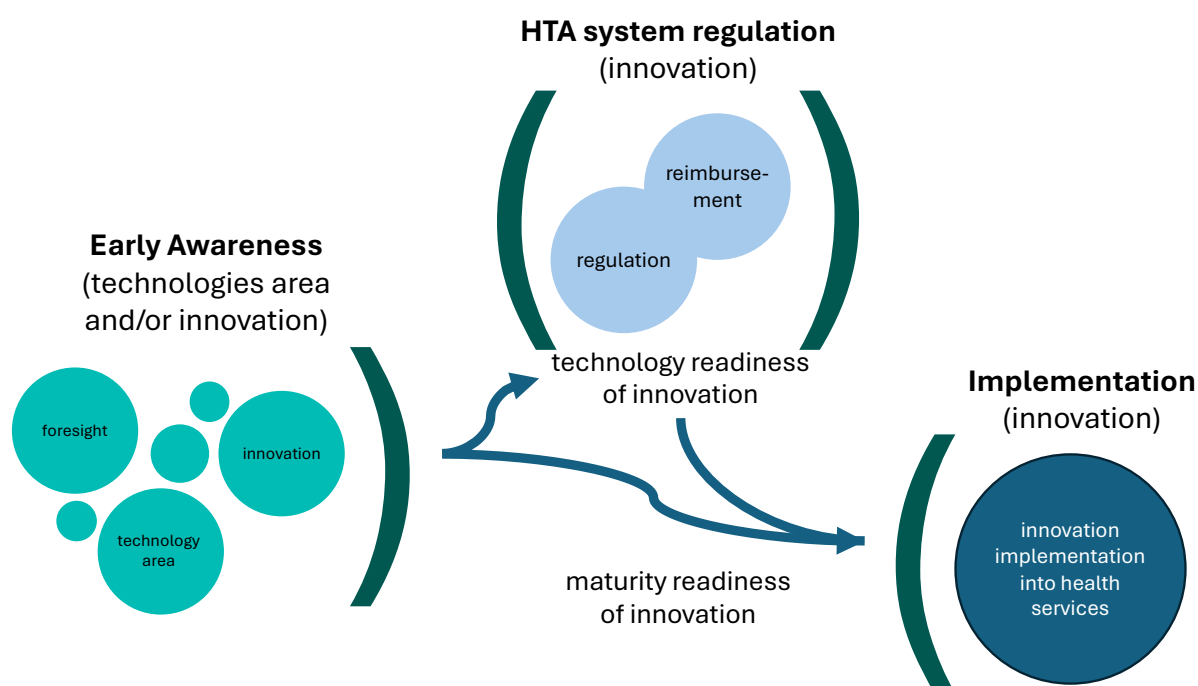 HTA system regulation
(innovation)
reimburse-
ment
regulation
Early Awareness
(technologies area
and/or innovation)
foresight
innovation
technology
area
technology readiness
of innovation
maturity readiness
of innovation
Implementation
(innovation)
innovation
implementation
into health
services